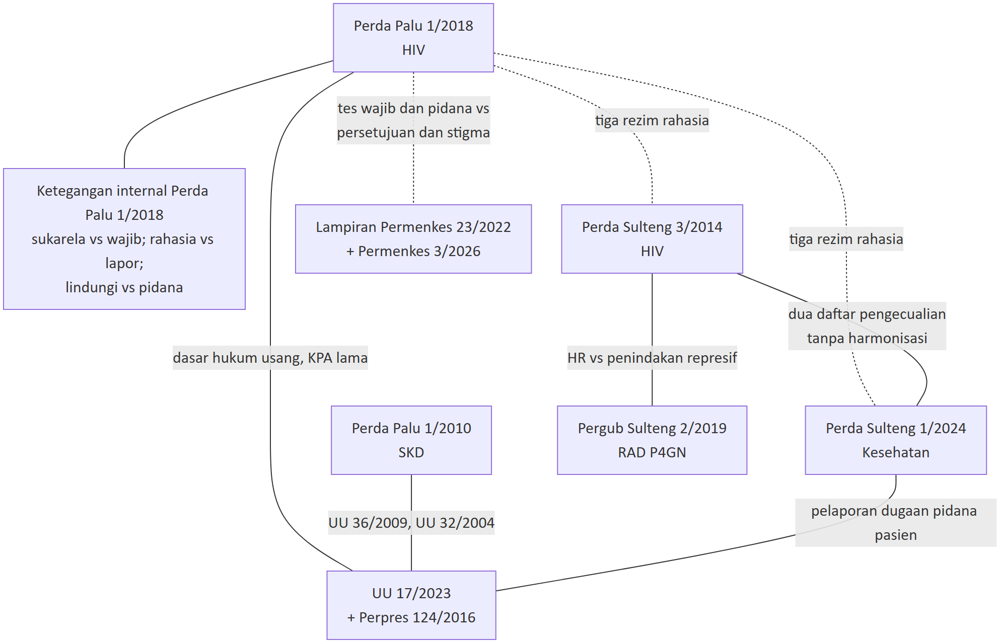 Perda Palu 1/2018
HIV
tes wajib dan pidana vs
persetujuan dan stigma
tiga rezim rahasia
Ketegangan internal Perda
Palu 1/2018
sukarela vs wajib; rahasia vs
lapor;
lindungi vs pidana
Lampiran Permenkes 23/2022
+ Permenkes 3/2026
Perda Sulteng 3/2014
HIV
tiga rezim rahasia
dua daftar pengecualian
tanpa harmonisasi
dasar hukum usang, KPA lama
HR vs penindakan represif
Perda Palu 1/2010
SKD
Pergub Sulteng 2/2019
RAD P4GN
Perda Sulteng 1/2024
Kesehatan
UU 36/2009, UU 32/2004
pelaporan dugaan pidana
pasien
UU 17/2023
+ Perpres 124/2016